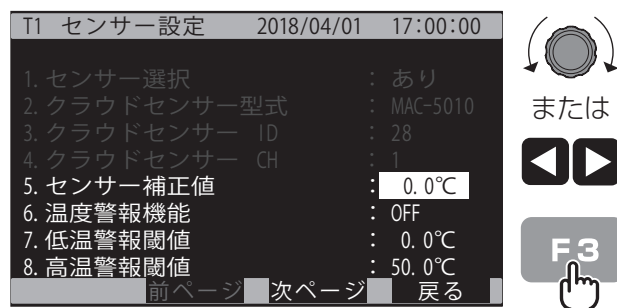 T1 センサー設定 2018/04/01 17:00:00
1. センサー選択 : あり
2. クラウドセンサー型式 : MAC-5010
3. クラウドセンサー ID : 28
4. クラウドセンサー CH : 1
5. センサー補正値 : 0.0℃
6. 温度警報機能 : OFF
7. 低温警報閾値 : 0.0℃
8. 高温警報閾値 : 50.0℃
前ページ 次ページ 戻る
または
F3